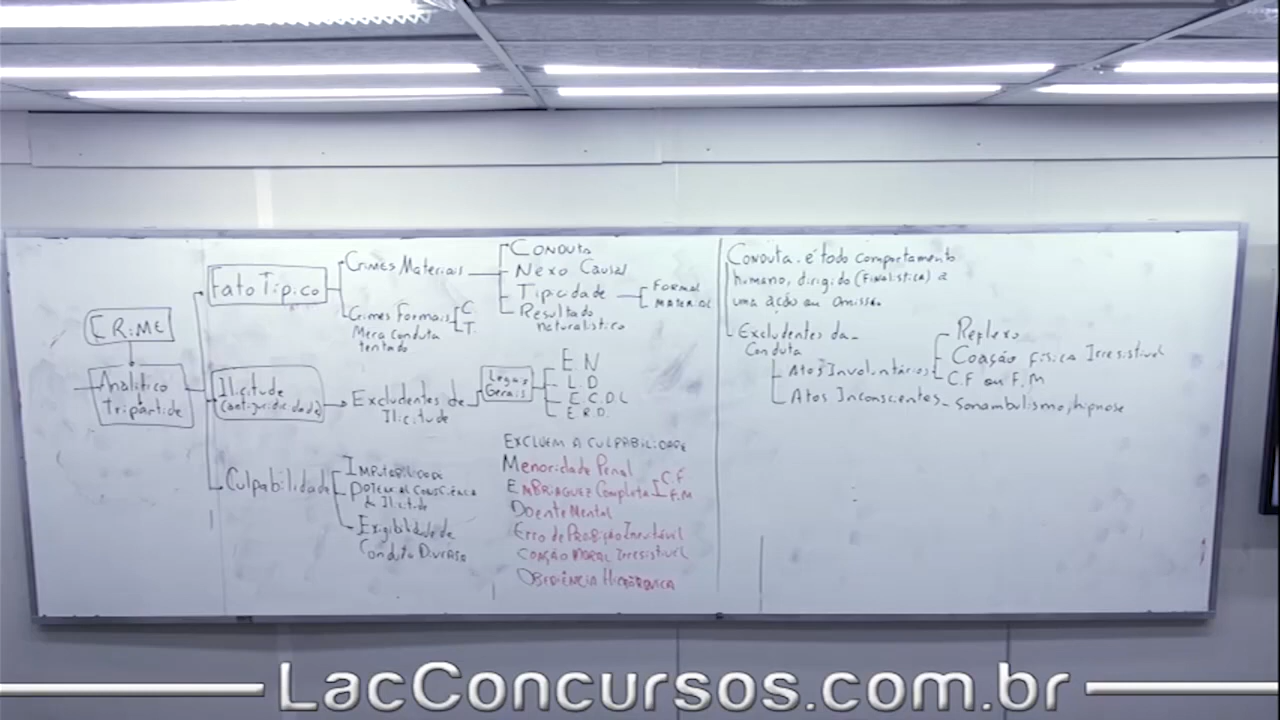 CRIME
Analítico
Tripartide
Fato Típico
Crimes Materiais
Conduta
Nexo Causal
Tipicidade
Formal
Material
Resultado
naturalístico
Crimes Formais
Mera Conduta
tentado
C.
T.
Ilicitude
Excludentes de
Ilicitude
Legais
Gerais
E.N
L.D
E.C.D.L
E.R.D.
Culpabilidade
Imputabilidade
Potencial Consciência
Ilicitude
Exigibilidade de
Conduta Diversa
Excluem a culpabilidade
Menoridade Penal
Embriaguez Completa
C.F.
F.M
Doente Mental
Erro de Proibição Inevitável
Coação Moral Irresistível
Obediência Hierárquica
Conduta. é todo comportamento
humano, dirigido (Finalística) a
uma ação ou omissão
Excludentes da
Conduta
Atos Involuntários
Reflexo
Coação Física Irresistível
C.F ou F.M
Atos Inconscientes - Sonambulismo, hipnose
LacConcursos.com.br